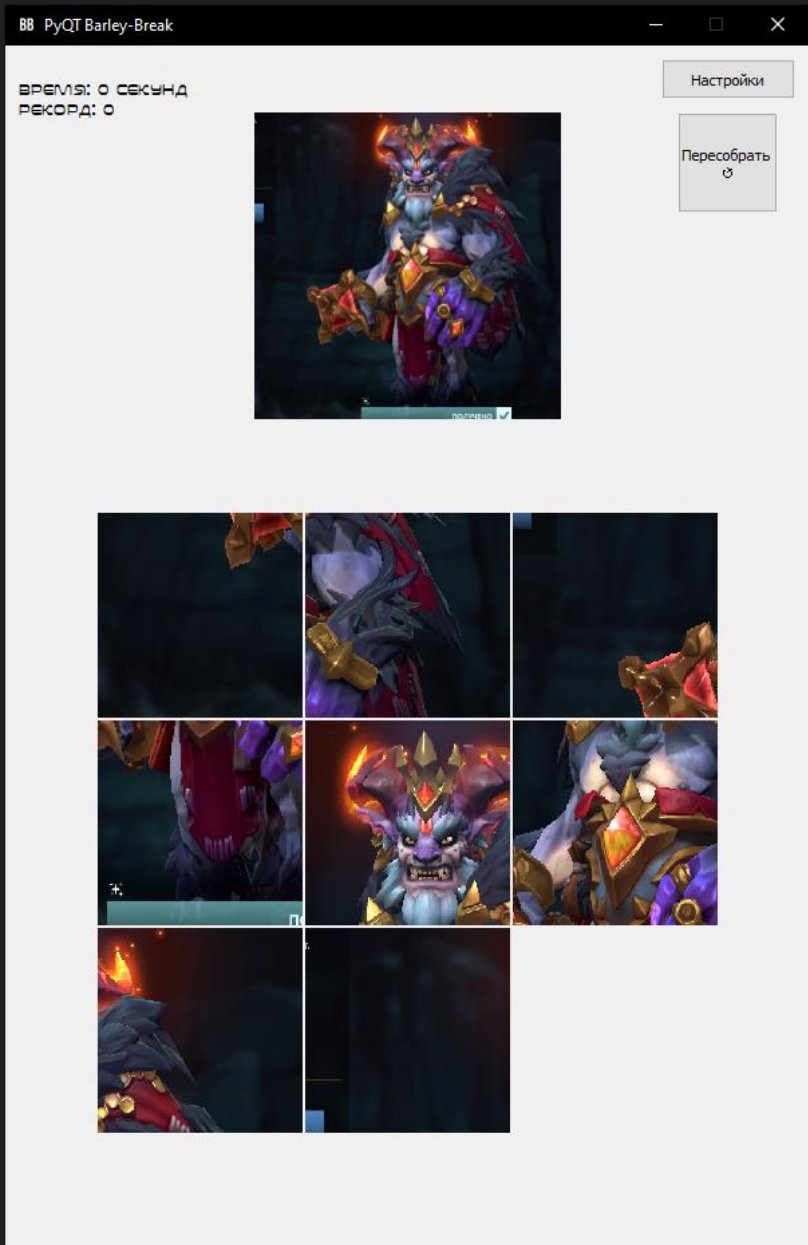 BB PyQT Barley-Break
Настройки
ВРЕМЯ: 0 СЕКУНД
РЕКОРД: 0
Пересобрать
ПОЛУЧЕНО